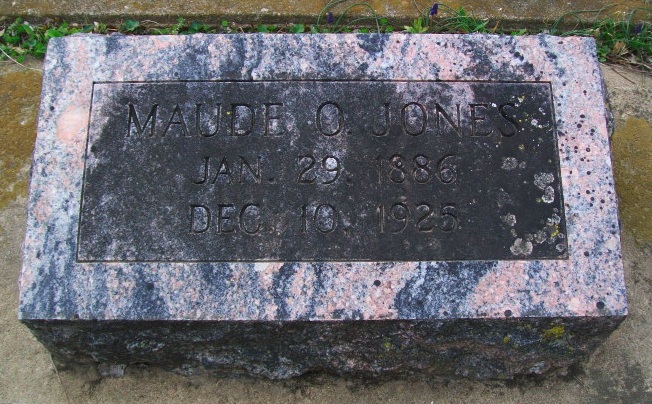 MAUDE O. JONES
JAN. 29. 1886
DEC. 10. 1925